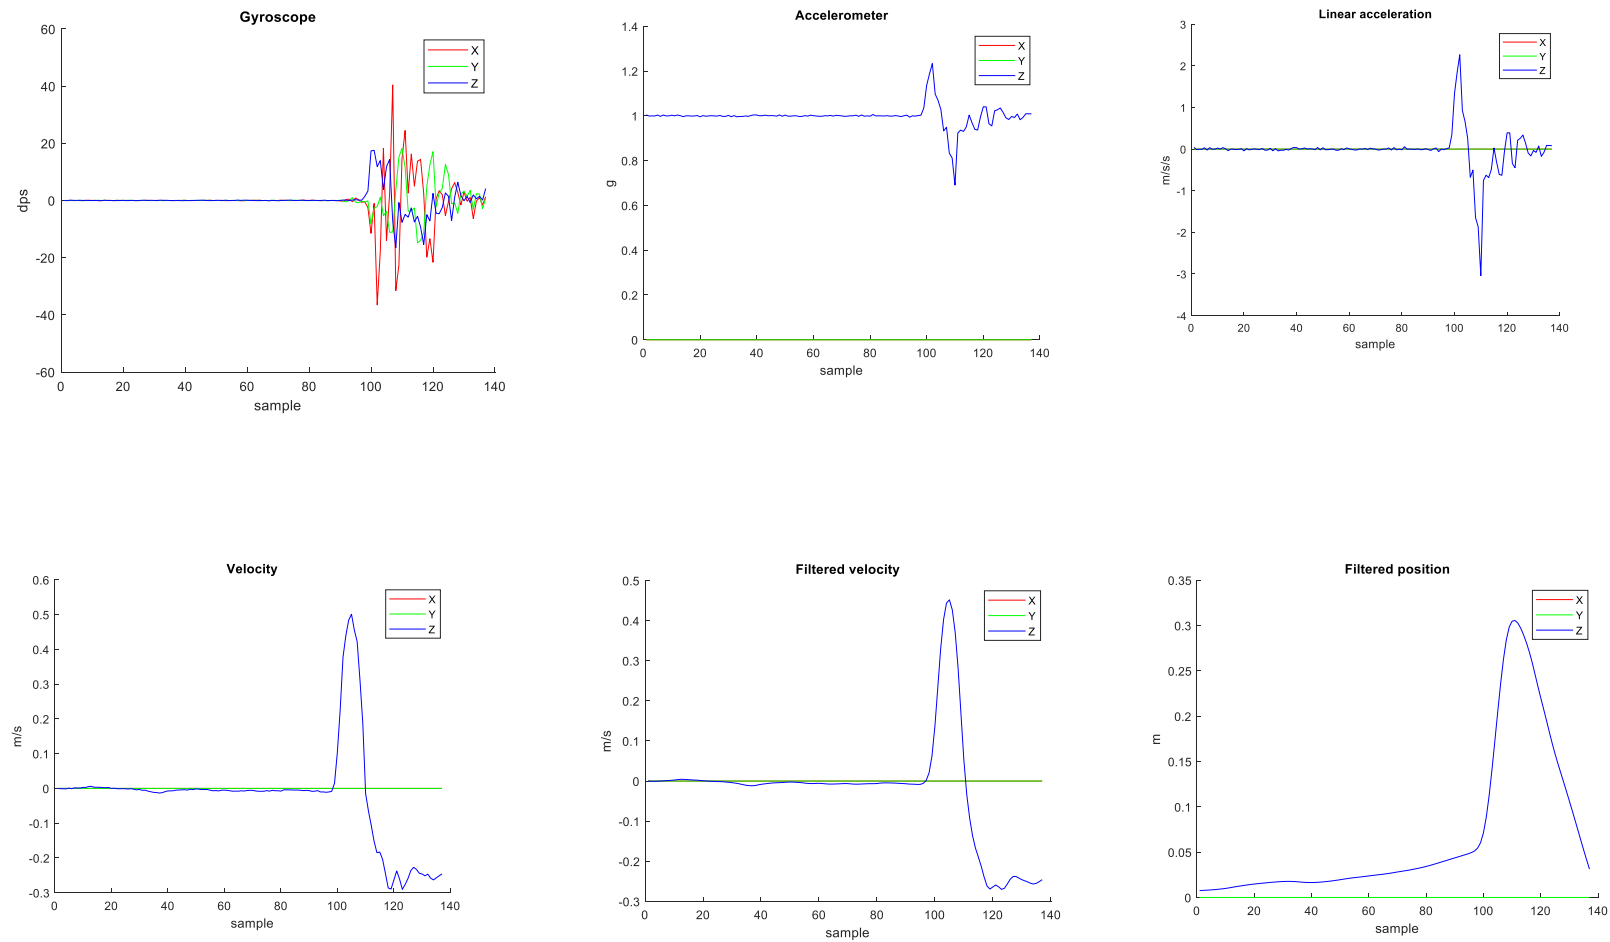 Gyroscope
60
40
20
0
-20
-40
-60
dps
0 20 40 60 80 100 120 140
sample
X
Y
Z
Accelerometer
1.4
1.2
1
0.8
0.6
0.4
0.2
0
g
0 20 40 60 80 100 120 140
sample
X
Y
Z
Linear acceleration
3
2
1
0
-1
-2
-3
-4
m/s/s
0 20 40 60 80 100 120 140
sample
X
Y
Z
Velocity
0.6
0.5
0.4
0.3
0.2
0.1
0
-0.1
-0.2
-0.3
m/s
0 20 40 60 80 100 120 140
sample
X
Y
Z
Filtered velocity
0.5
0.4
0.3
0.2
0.1
0
-0.1
-0.2
-0.3
m/s
0 20 40 60 80 100 120 140
sample
X
Y
Z
Filtered position
0.35
0.3
0.25
0.2
0.15
0.1
0.05
0
m
0 20 40 60 80 100 120 140
sample
X
Y
Z